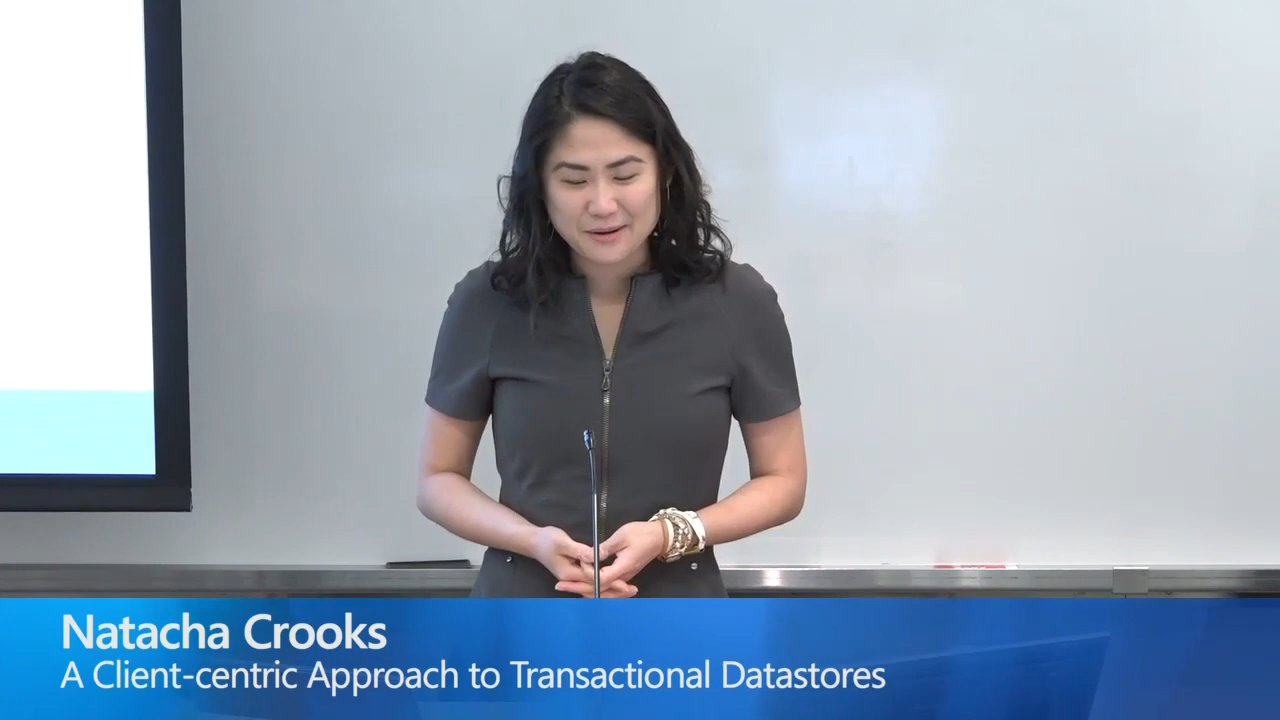 Natacha Crooks
A Client-centric Approach to Transactional Datastores